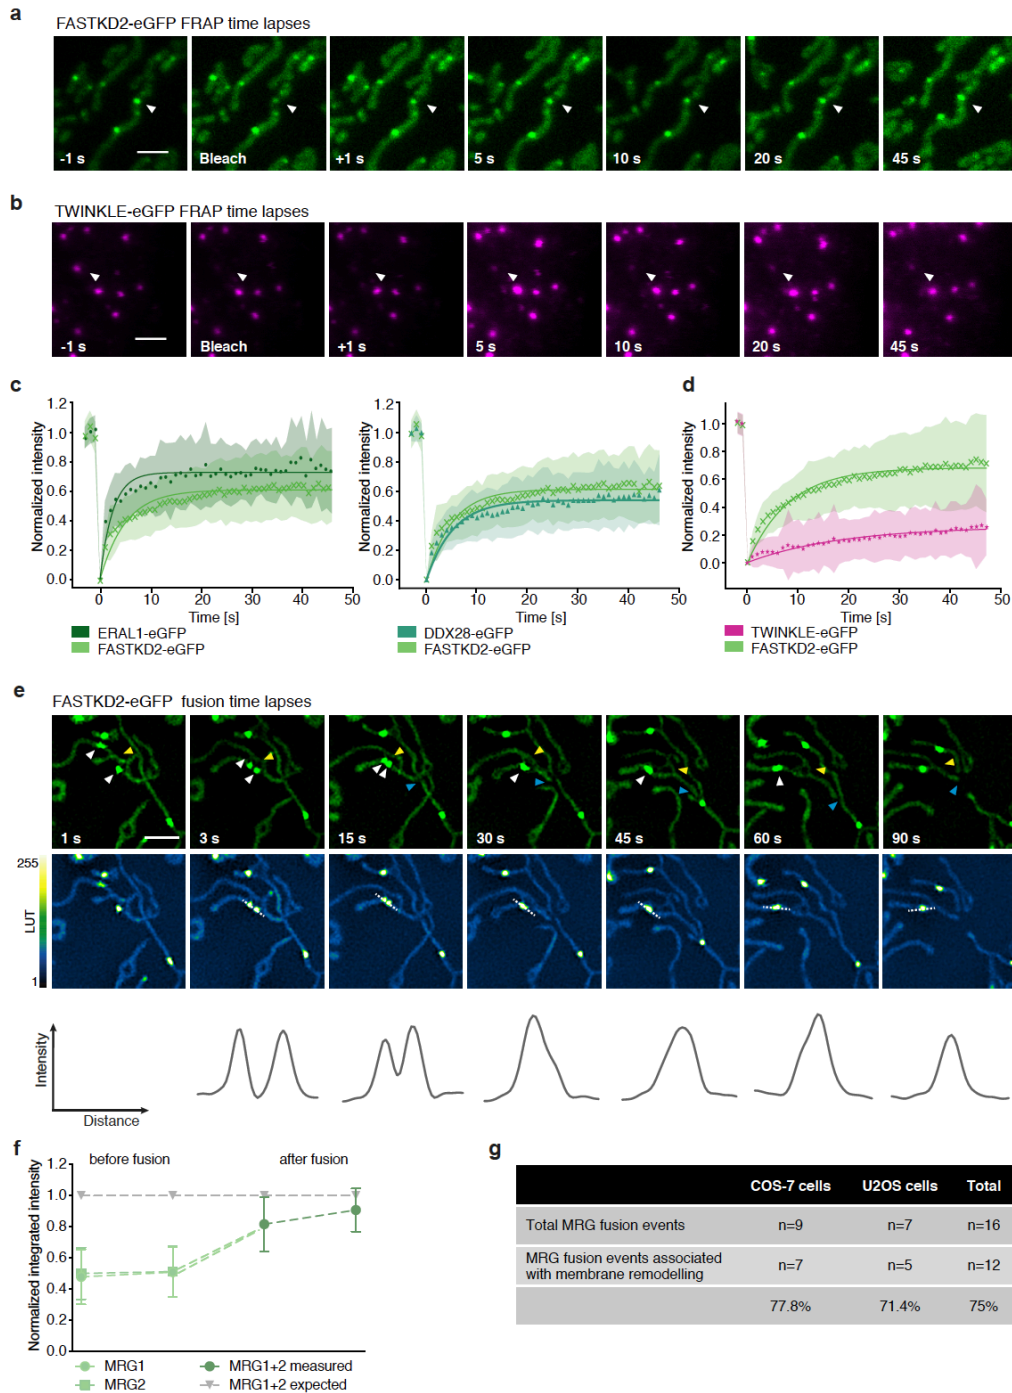 a
FASTKD2-eGFP FRAP time lapses
-1 s
Bleach
+1 s
5 s
10 s
20 s
45 s
b
TWINKLE-eGFP FRAP time lapses
-1 s
Bleach
+1 s
5 s
10 s
20 s
45 s
c
Normalized intensity
1.2
1.0
0.8
0.6
0.4
0.2
0.0
0 10 20 30 40 50
Time [s]
ERAL1-eGFP
FASTKD2-eGFP
Normalized intensity
1.2
1.0
0.8
0.6
0.4
0.2
0.0
0 10 20 30 40 50
Time [s]
DDX28-eGFP
FASTKD2-eGFP
d
Normalized intensity
1.0
0.8
0.6
0.4
0.2
0.0
0 10 20 30 40 50
Time [s]
TWINKLE-eGFP
FASTKD2-eGFP
e
FASTKD2-eGFP fusion time lapses
1 s
3 s
15 s
30 s
45 s
60 s
90 s
255
LUT
1
Intensity
Distance
f
before fusion after fusion
Normalized integrated intensity
1.2
1.0
0.8
0.6
0.4
0.2
0.0
MRG1 MRG1+2 measured
MRG2 MRG1+2 expected
g
COS-7 cells U2OS cells Total
Total MRG fusion events n=9 n=7 n=16
MRG fusion events associated
with membrane remodelling n=7 n=5 n=12
77.8% 71.4% 75%